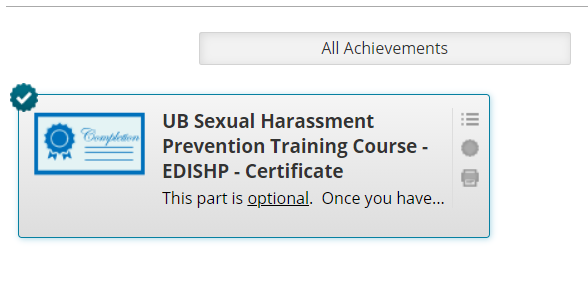 All Achievements
Completion
UB Sexual Harassment
Prevention Training Course -
EDISHP - Certificate
This part is optional.  Once you have...